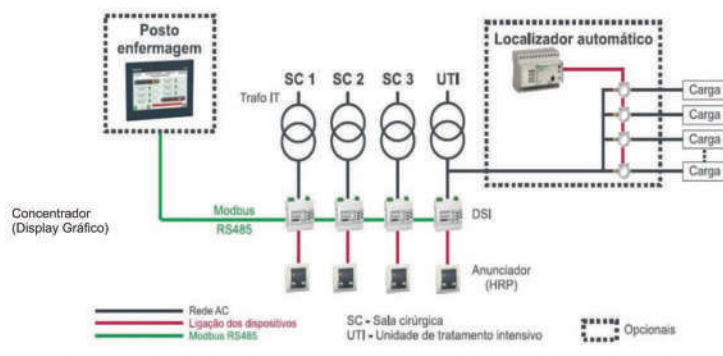 Posto
enfermagem
Localizador automático
SC 1
SC 2
SC 3
UTI
Trafo IT
Carga
Carga
Carga
Carga
Concentrador
(Display Gráfico)
Modbus
RS485
DSI
Anunciador
(HRP)
Rede AC
Ligação dos dispositivos
Modbus RS485
SC - Sala cirúrgica
UTI - Unidade de tratamento intensivo
Opcionais